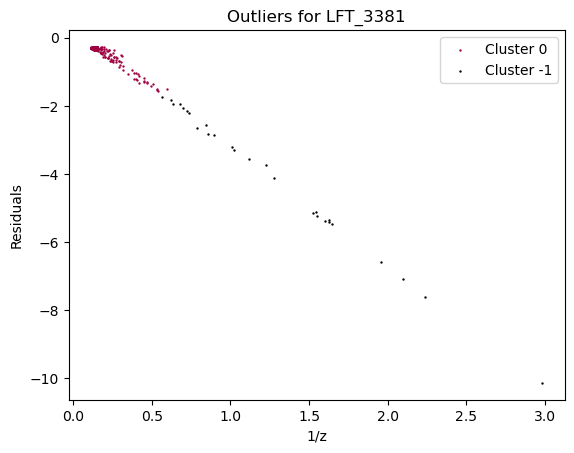 Outliers for LFT_3381
Cluster 0
Cluster -1
Residuals
0
−2
−4
−6
−8
−10
0.0 0.5 1.0 1.5 2.0 2.5 3.0
1/z